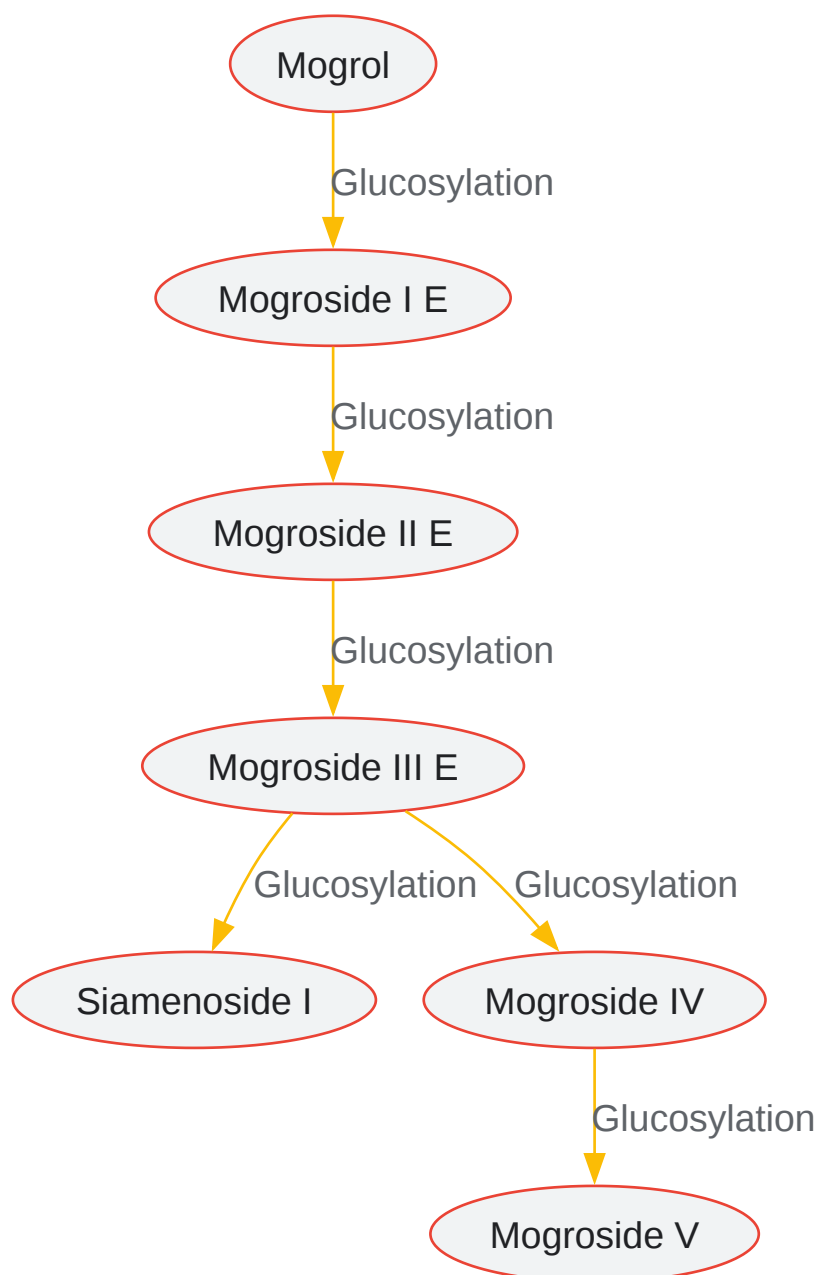 Mogrol
Glucosylation
Mogroside I E
Glucosylation
Mogroside II E
Glucosylation
Mogroside III E
Glucosylation
Glucosylation
Siamenoside I
Mogroside IV
Glucosylation
Mogroside V